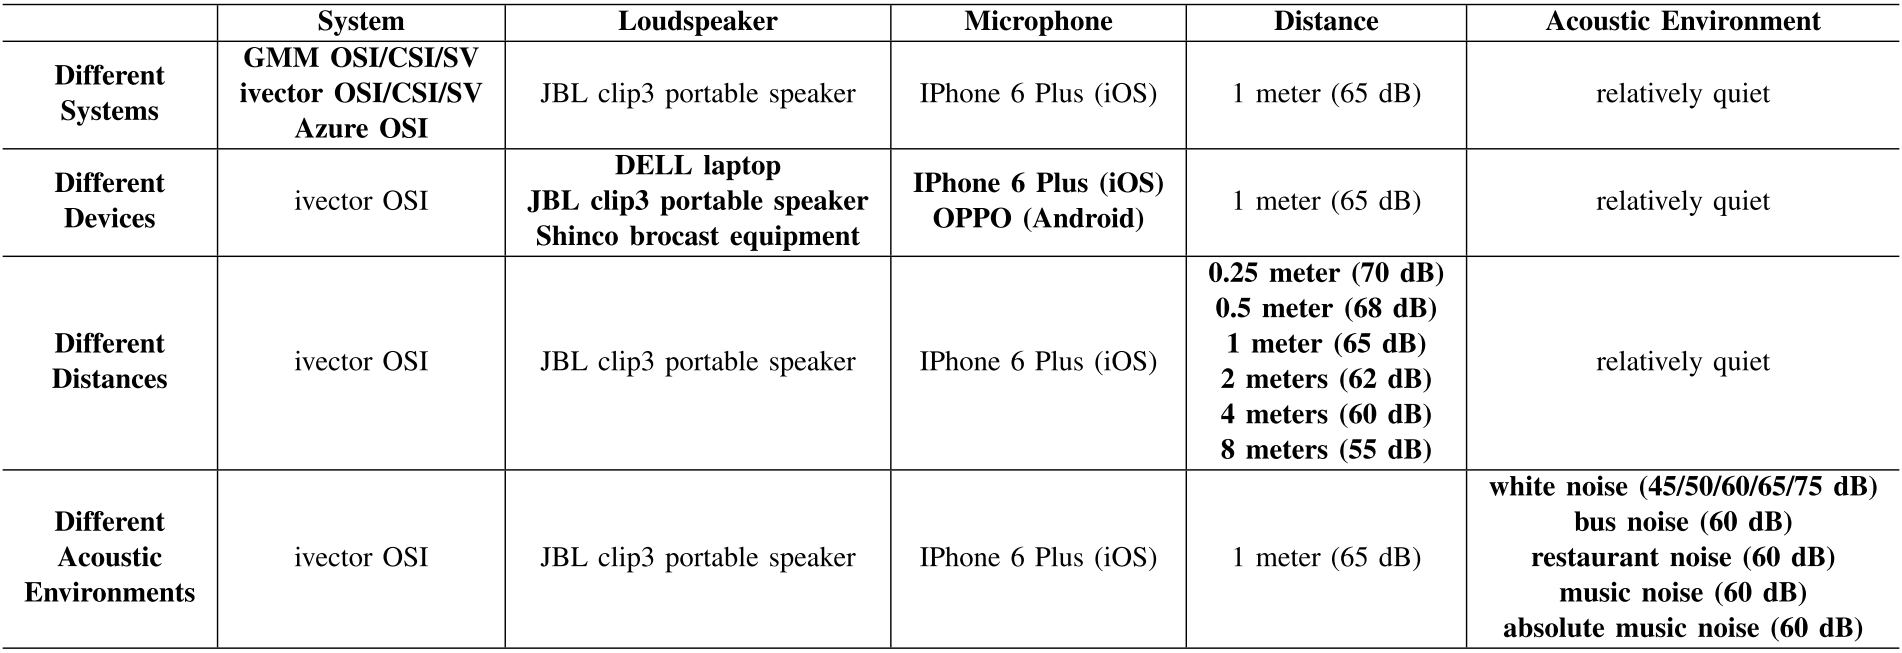 System Loudspeaker Microphone Distance Acoustic Environment
Different
Systems
GMM OSI/CSI/SV
ivector OSI/CSI/SV
Azure OSI
JBL clip3 portable speaker
IPhone 6 Plus (iOS)
1 meter (65 dB)
relatively quiet
Different
Devices
ivector OSI
DELL laptop
JBL clip3 portable speaker
Shinco brocast equipment
IPhone 6 Plus (iOS)
OPPO (Android)
1 meter (65 dB)
relatively quiet
Different
Distances
ivector OSI
JBL clip3 portable speaker
IPhone 6 Plus (iOS)
0.25 meter (70 dB)
0.5 meter (68 dB)
1 meter (65 dB)
2 meters (62 dB)
4 meters (60 dB)
8 meters (55 dB)
relatively quiet
Different
Acoustic
Environments
ivector OSI
JBL clip3 portable speaker
IPhone 6 Plus (iOS)
1 meter (65 dB)
white noise (45/50/60/65/75 dB)
bus noise (60 dB)
restaurant noise (60 dB)
music noise (60 dB)
absolute music noise (60 dB)